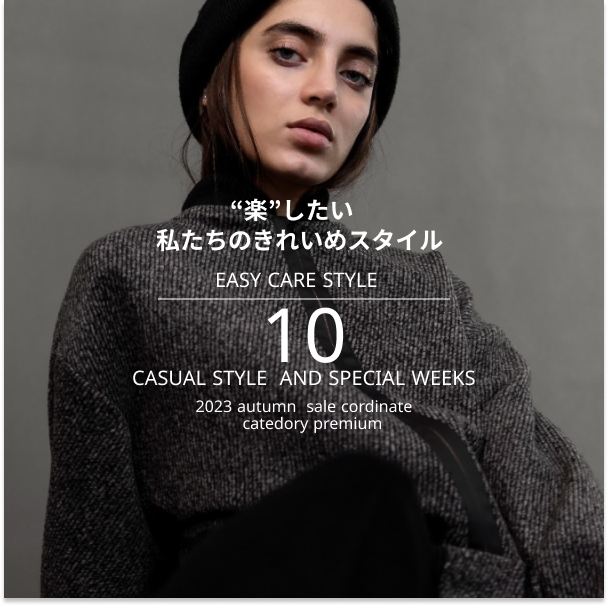 “楽”したい
私たちのきれいめスタイル
EASY CARE STYLE
10
CASUAL STYLE AND SPECIAL WEEKS
2023 autumn sale cordinate
catedory premium